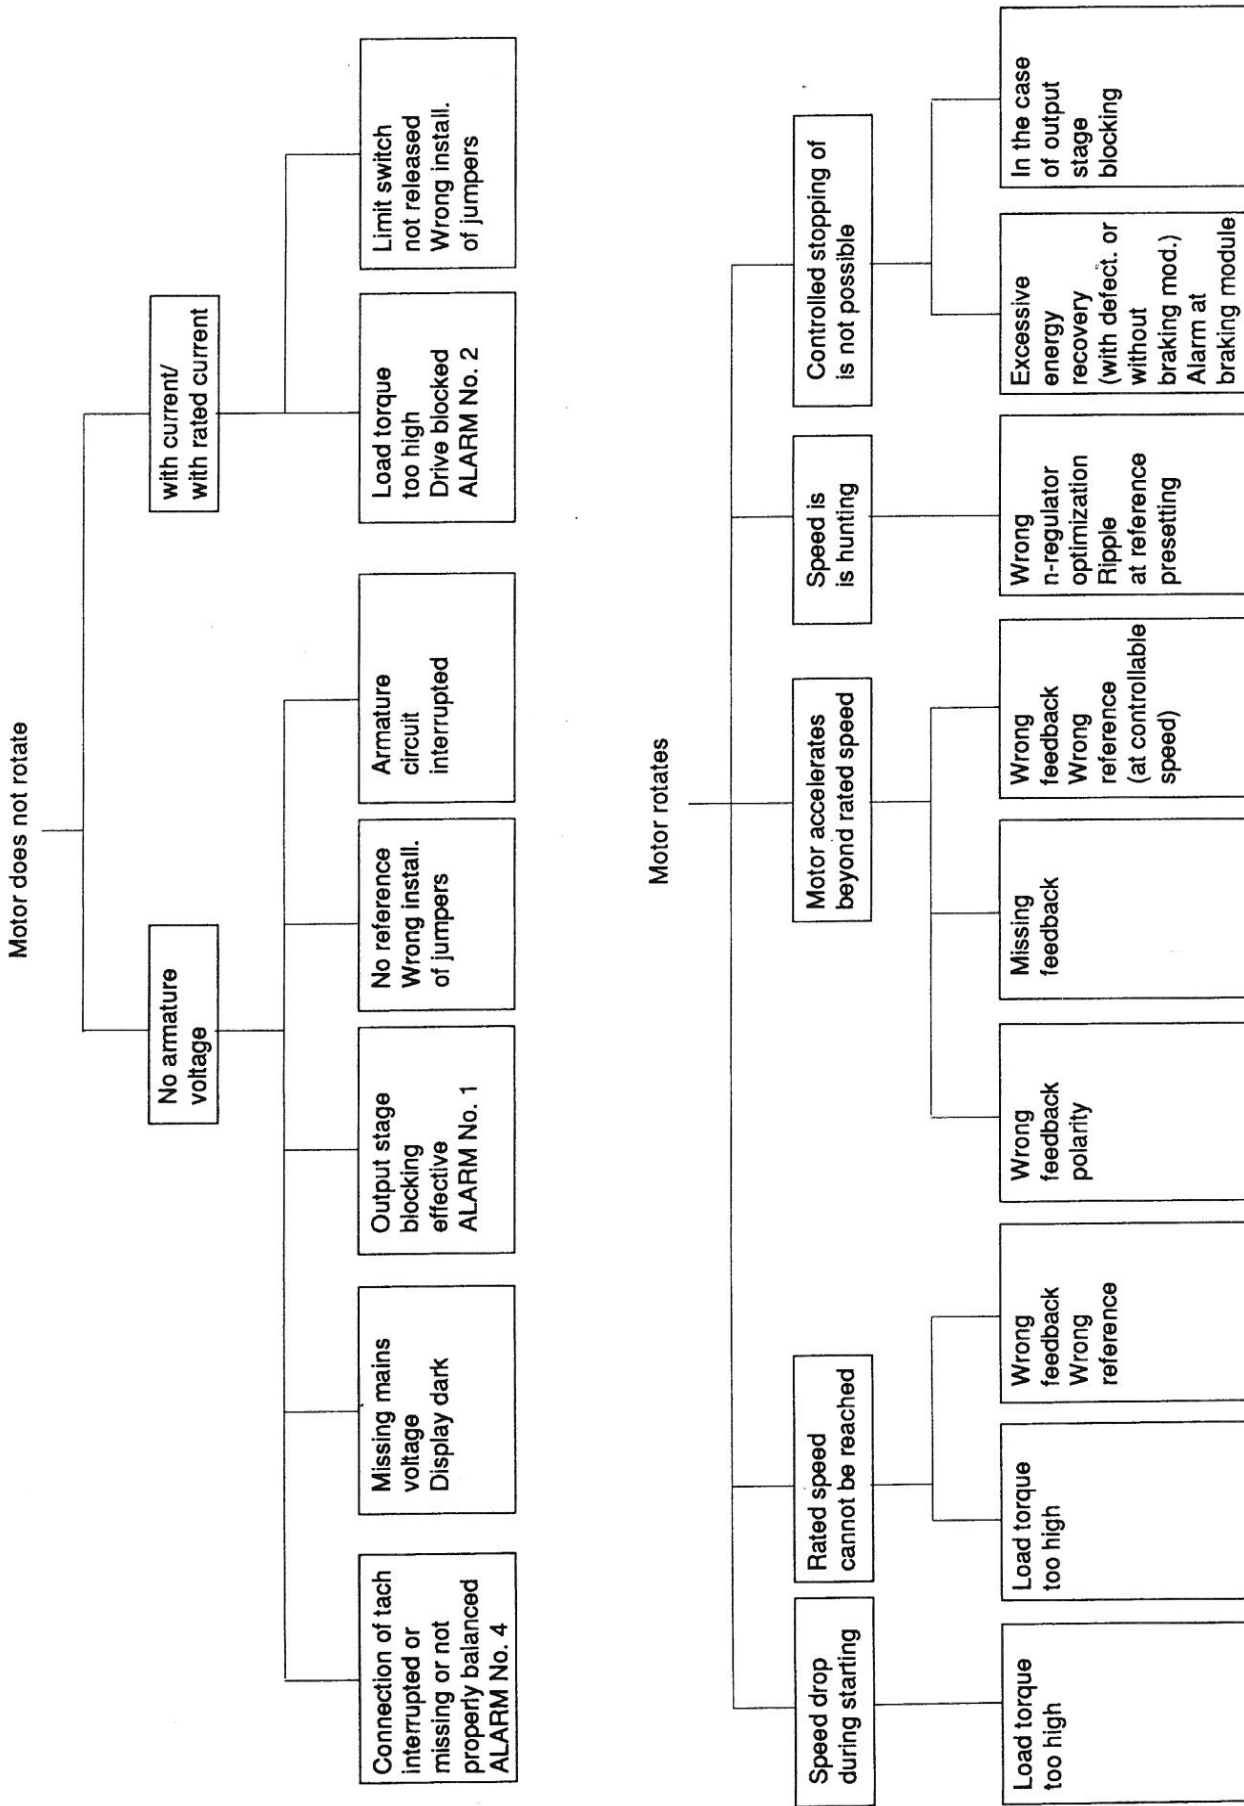 Motor does not rotate
No armature
voltage
with current/
with rated current
Connection of tach
interrupted or
missing or not
properly balanced
ALARM No. 4
Missing mains
voltage
Display dark
Output stage
blocking
effective
ALARM No. 1
No reference
Wrong install.
of jumpers
Armature
circuit
interrupted
Load torque
too high
Drive blocked
ALARM No. 2
Limit switch
not released
Wrong install.
of jumpers
Motor rotates
Speed drop
during starting
Rated speed
cannot be reached
Motor accelerates
beyond rated speed
Speed is
is hunting
Controlled stopping of
is not possible
Load torque
too high
Load torque
too high
Wrong
feedback
Wrong
reference
Wrong
feedback
polarity
Missing
feedback
Wrong
feedback
Wrong
reference
(at controllable
speed)
Wrong
n-regulator
optimization
Ripple
at reference
presetting
Excessive
energy
recovery
(with defect. or
without
braking mod.)
Alarm at
braking module
In the case
of output
stage
blocking